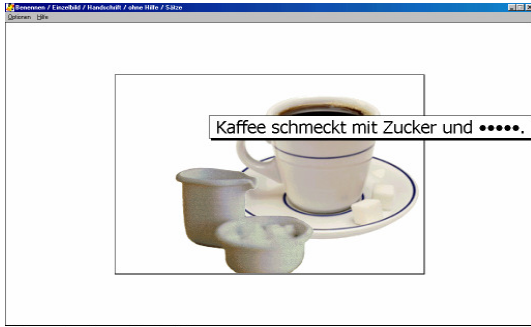 Benennen / Einzelbild / Handschrift / ohne Hilfe / Sätze
Optionen Hilfe
Kaffee schmeckt mit Zucker und •••••.